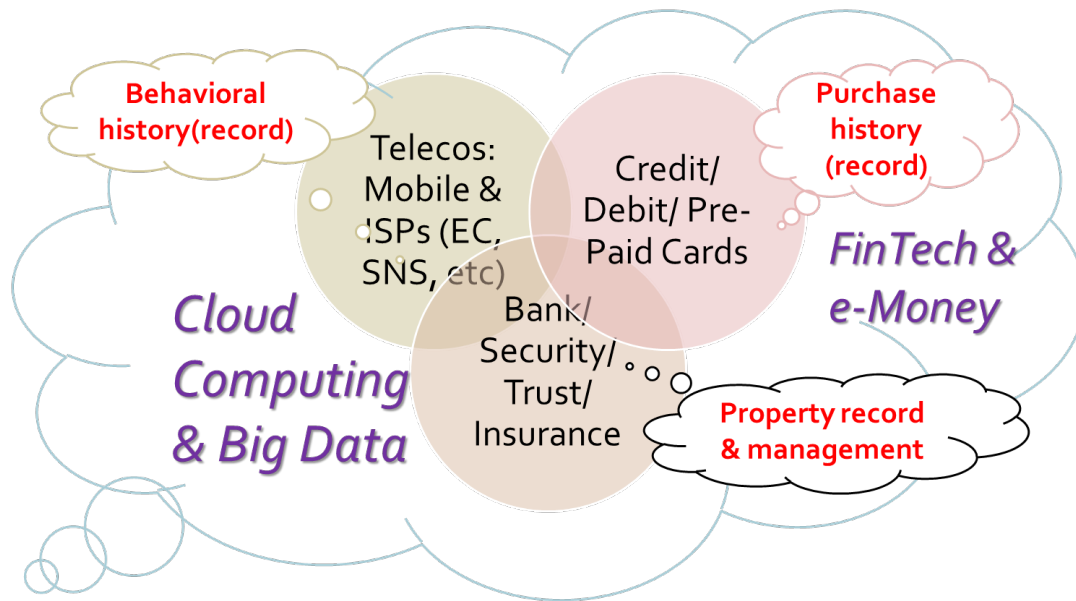 Behavioral
history(record)
Telecos:
Mobile &
ISPs (EC,
SNS, etc)
Credit/
Debit/ Pre-
Paid Cards
Purchase
history
(record)
FinTech &
e-Money
Cloud
Computing
& Big Data
Bank/
Security/
Trust/
Insurance
Property record
& management